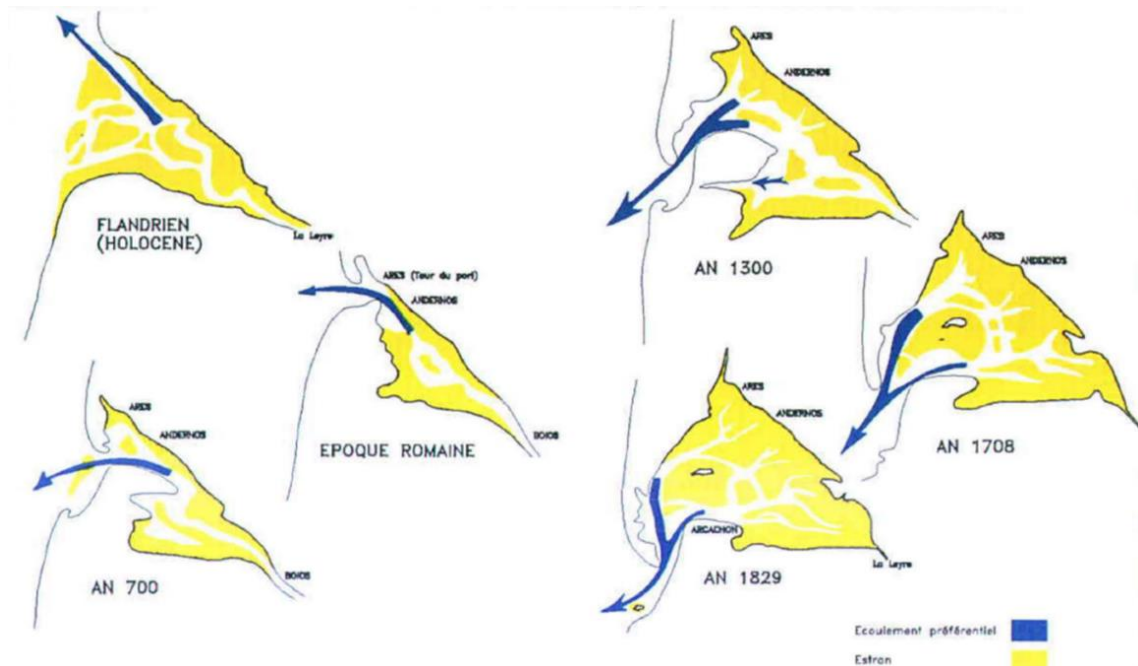 FLANDRIEN
(HOLOCENE)
La Leyre
ARES (Tour du port)
ANDERNOS
BOIOS
EPOQUE ROMAINE
ARES
ANDERNOS
BOIOS
AN 700
ARES
ANDERNOS
AN 1300
ARES
ANDERNOS
AN 1708
ARES
ANDERNOS
ARCACHON
La Leyre
AN 1829
Ecoulement préférentiel
Estran